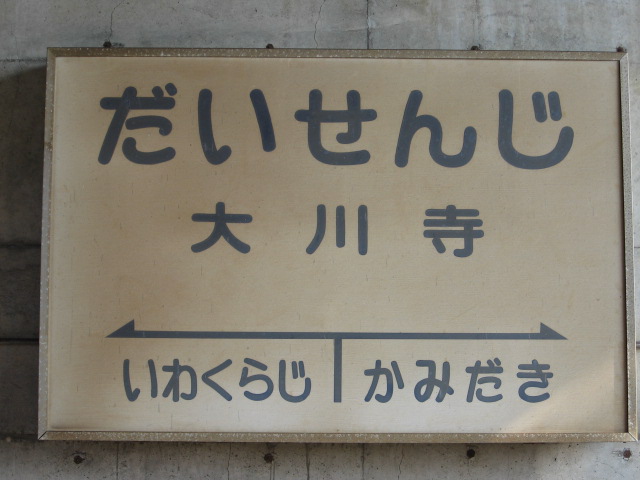 だいせんじ
大川寺
いわくらじ かみだき